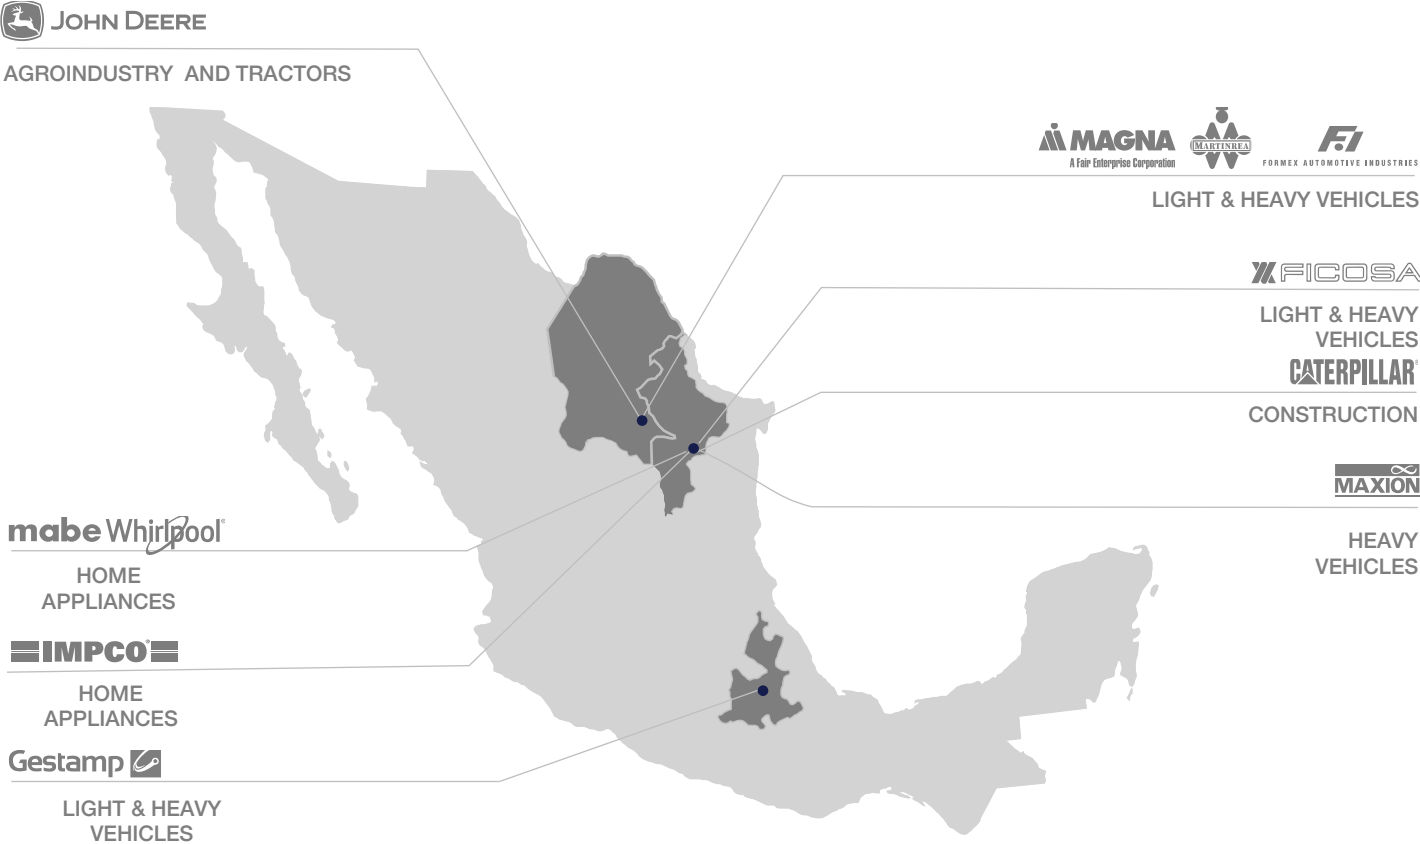 JOHN DEERE
AGROINDUSTRY AND TRACTORS
MAGNA
A Fair Enterprise Corporation
MARTINREA
F.I
FORMEX AUTOMOTIVE INDUSTRIES
LIGHT & HEAVY VEHICLES
FICOSA
LIGHT & HEAVY
VEHICLES
CATERPILLAR®
CONSTRUCTION
MAXION
HEAVY
VEHICLES
mabe Whirlpool®
HOME
APPLIANCES
IMPCO®
HOME
APPLIANCES
Gestamp
LIGHT & HEAVY
VEHICLES